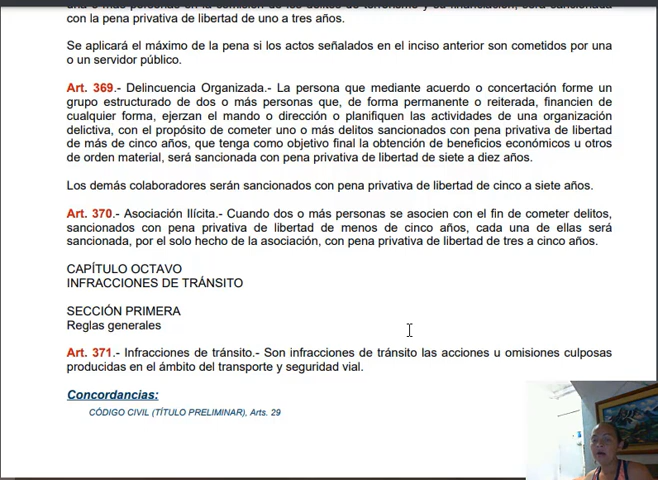 con pena privativa de libertad de uno a tres años.
Se aplicará el máximo de la pena si los actos señalados en el inciso anterior son cometidos por una
o un servidor público.
Art. 369.- Delincuencia Organizada.- La persona que mediante acuerdo o concertación forme un
grupo estructurado de dos o más personas que, de forma permanente o reiterada, financien de
cualquier forma, ejerzan el mando o dirección o planifiquen las actividades de una organización
delictiva, con el propósito de cometer uno o más delitos sancionados con pena privativa de libertad
de más de cinco años, que tenga como objetivo final la obtención de beneficios económicos u otros
de orden material, será sancionada con pena privativa de libertad de siete a diez años.
Los demás colaboradores serán sancionados con pena privativa de libertad de cinco a siete años.
Art. 370.- Asociación Ilícita.- Cuando dos o más personas se asocien con el fin de cometer delitos,
sancionados con pena privativa de libertad de menos de cinco años, cada una de ellas será
sancionada, por el solo hecho de la asociación, con pena privativa de libertad de tres a cinco años.
CAPÍTULO OCTAVO
INFRACCIONES DE TRÁNSITO
SECCIÓN PRIMERA
Reglas generales
Art. 371.- Infracciones de tránsito.- Son infracciones de tránsito las acciones u omisiones culposas
producidas en el ámbito del transporte y seguridad vial.
Concordancias:
CÓDIGO CIVIL (TÍTULO PRELIMINAR), Arts. 29